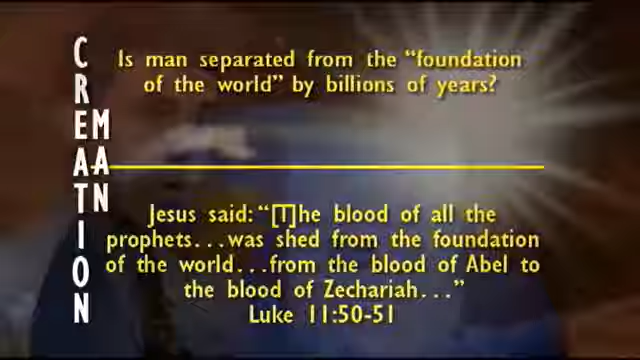 CREATION
MAN
Is man separated from the “foundation
of the world” by billions of years?
Jesus said: “[T]he blood of all the
prophets...was shed from the foundation
of the world...from the blood of Abel to
the blood of Zechariah...”
Luke 11:50-51